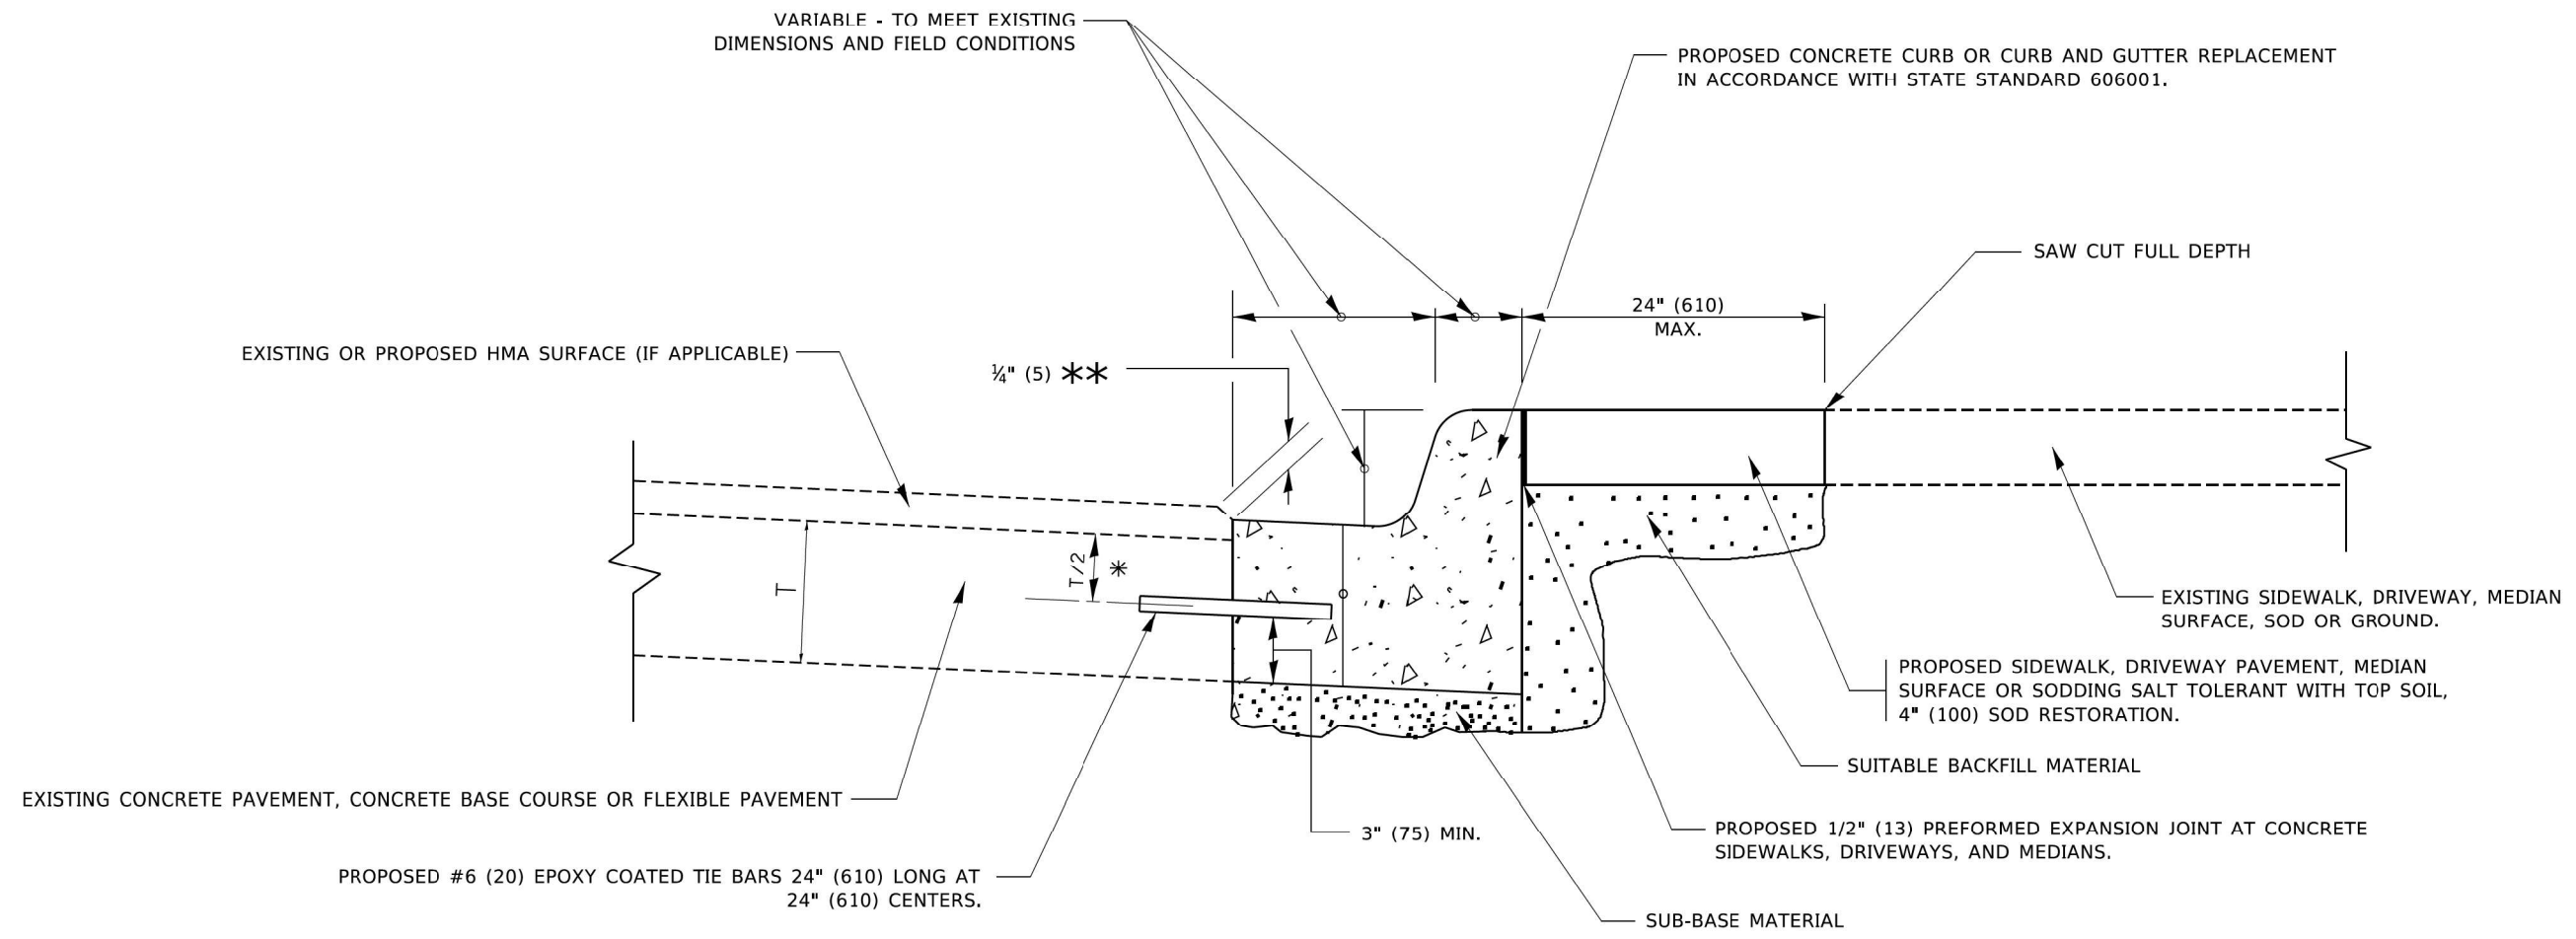 VARIABLE - TO MEET EXISTING
DIMENSIONS AND FIELD CONDITIONS
PROPOSED CONCRETE CURB OR CURB AND GUTTER REPLACEMENT
IN ACCORDANCE WITH STATE STANDARD 606001.
SAW CUT FULL DEPTH
24" (610)
MAX.
EXISTING OR PROPOSED HMA SURFACE (IF APPLICABLE)
¼" (5) **
T
T/2
*
EXISTING SIDEWALK, DRIVEWAY, MEDIAN
SURFACE, SOD OR GROUND.
PROPOSED SIDEWALK, DRIVEWAY PAVEMENT, MEDIAN
SURFACE OR SODDING SALT TOLERANT WITH TOP SOIL,
4" (100) SOD RESTORATION.
SUITABLE BACKFILL MATERIAL
EXISTING CONCRETE PAVEMENT, CONCRETE BASE COURSE OR FLEXIBLE PAVEMENT
3" (75) MIN.
PROPOSED 1/2" (13) PREFORMED EXPANSION JOINT AT CONCRETE
SIDEWALKS, DRIVEWAYS, AND MEDIANS.
PROPOSED #6 (20) EPOXY COATED TIE BARS 24" (610) LONG AT
24" (610) CENTERS.
SUB-BASE MATERIAL